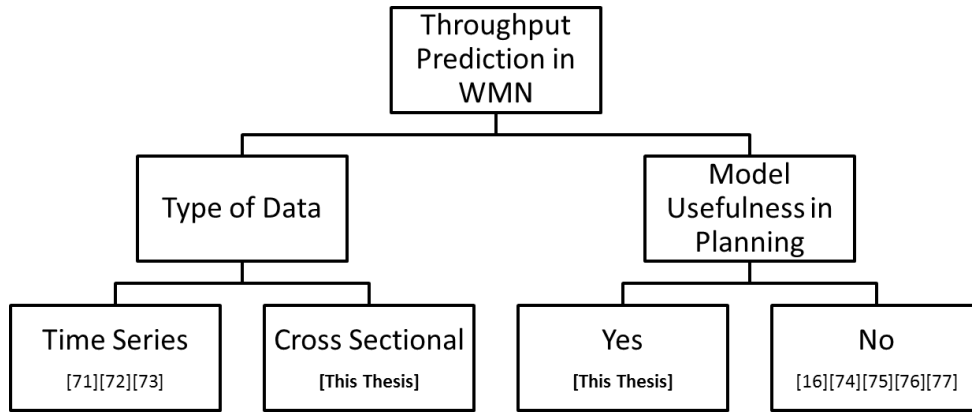 Throughput
Prediction in
WMN
Type of Data
Model
Usefulness in
Planning
Time Series
[71][72][73]
Cross Sectional
[This Thesis]
Yes
[This Thesis]
No
[16][74][75][76][77]